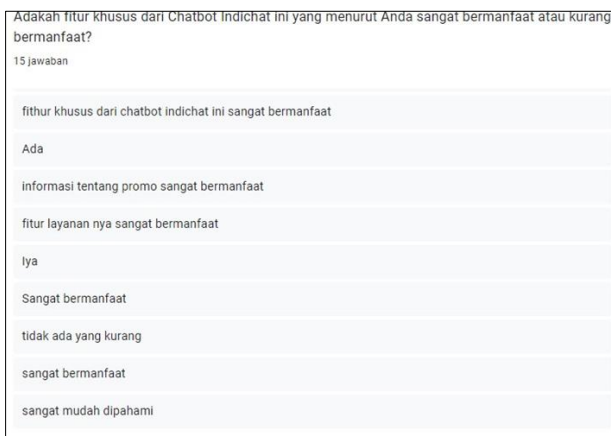 Adakah fitur khusus dari Chatbot Indichat ini yang menurut Anda sangat bermanfaat atau kurang
bermanfaat?
15 jawaban
fithur khusus dari chatbot indichat ini sangat bermanfaat
Ada
informasi tentang promo sangat bermanfaat
fitur layanan nya sangat bermanfaat
Iya
Sangat bermanfaat
tidak ada yang kurang
sangat bermanfaat
sangat mudah dipahami